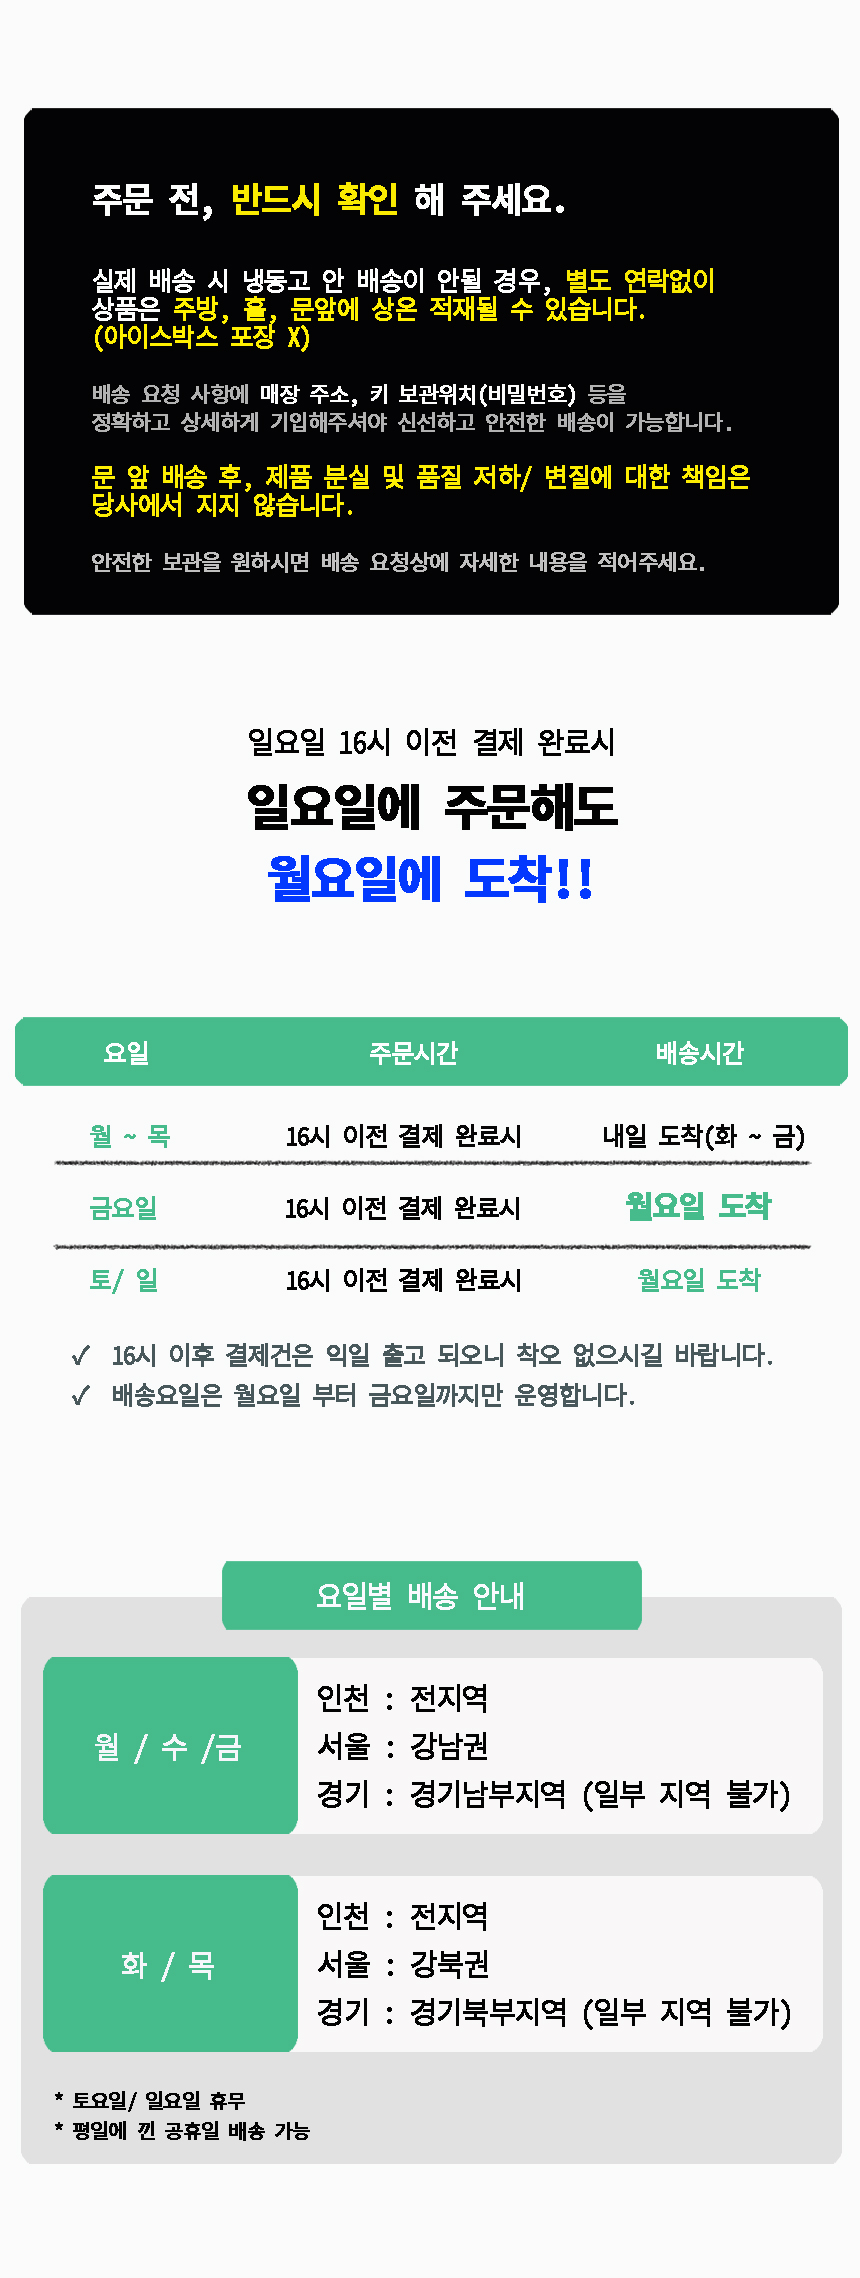 주문 전, 반드시 확인 해 주세요.
실제 배송 시 냉동고 안 배송이 안될 경우, 별도 연락없이
상품은 주방, 홀, 문앞에 상온 적재될 수 있습니다.
(아이스박스 포장 X)
배송 요청 사항에 매장 주소, 키 보관위치(비밀번호) 등을
정확하고 상세하게 기입해주셔야 신선하고 안전한 배송이 가능합니다.
문 앞 배송 후, 제품 분실 및 품질 저하/ 변질에 대한 책임은
당사에서 지지 않습니다.
안전한 보관을 원하시면 배송 요청상에 자세한 내용을 적어주세요.
일요일 16시 이전 결제 완료시
일요일에 주문해도
월요일에 도착!!
요일 주문시간 배송시간
월 ~ 목 16시 이전 결제 완료시 내일 도착(화 ~ 금)
금요일 16시 이전 결제 완료시 월요일 도착
토/ 일 16시 이전 결제 완료시 월요일 도착
✓ 16시 이후 결제건은 익일 출고 되오니 착오 없으시길 바랍니다.
✓ 배송요일은 월요일 부터 금요일까지만 운영합니다.
요일별 배송 안내
월 / 수 /금
인천 : 전지역
서울 : 강남권
경기 : 경기남부지역 (일부 지역 불가)
화 / 목
인천 : 전지역
서울 : 강북권
경기 : 경기북부지역 (일부 지역 불가)
* 토요일/ 일요일 휴무
* 평일에 낀 공휴일 배송 가능